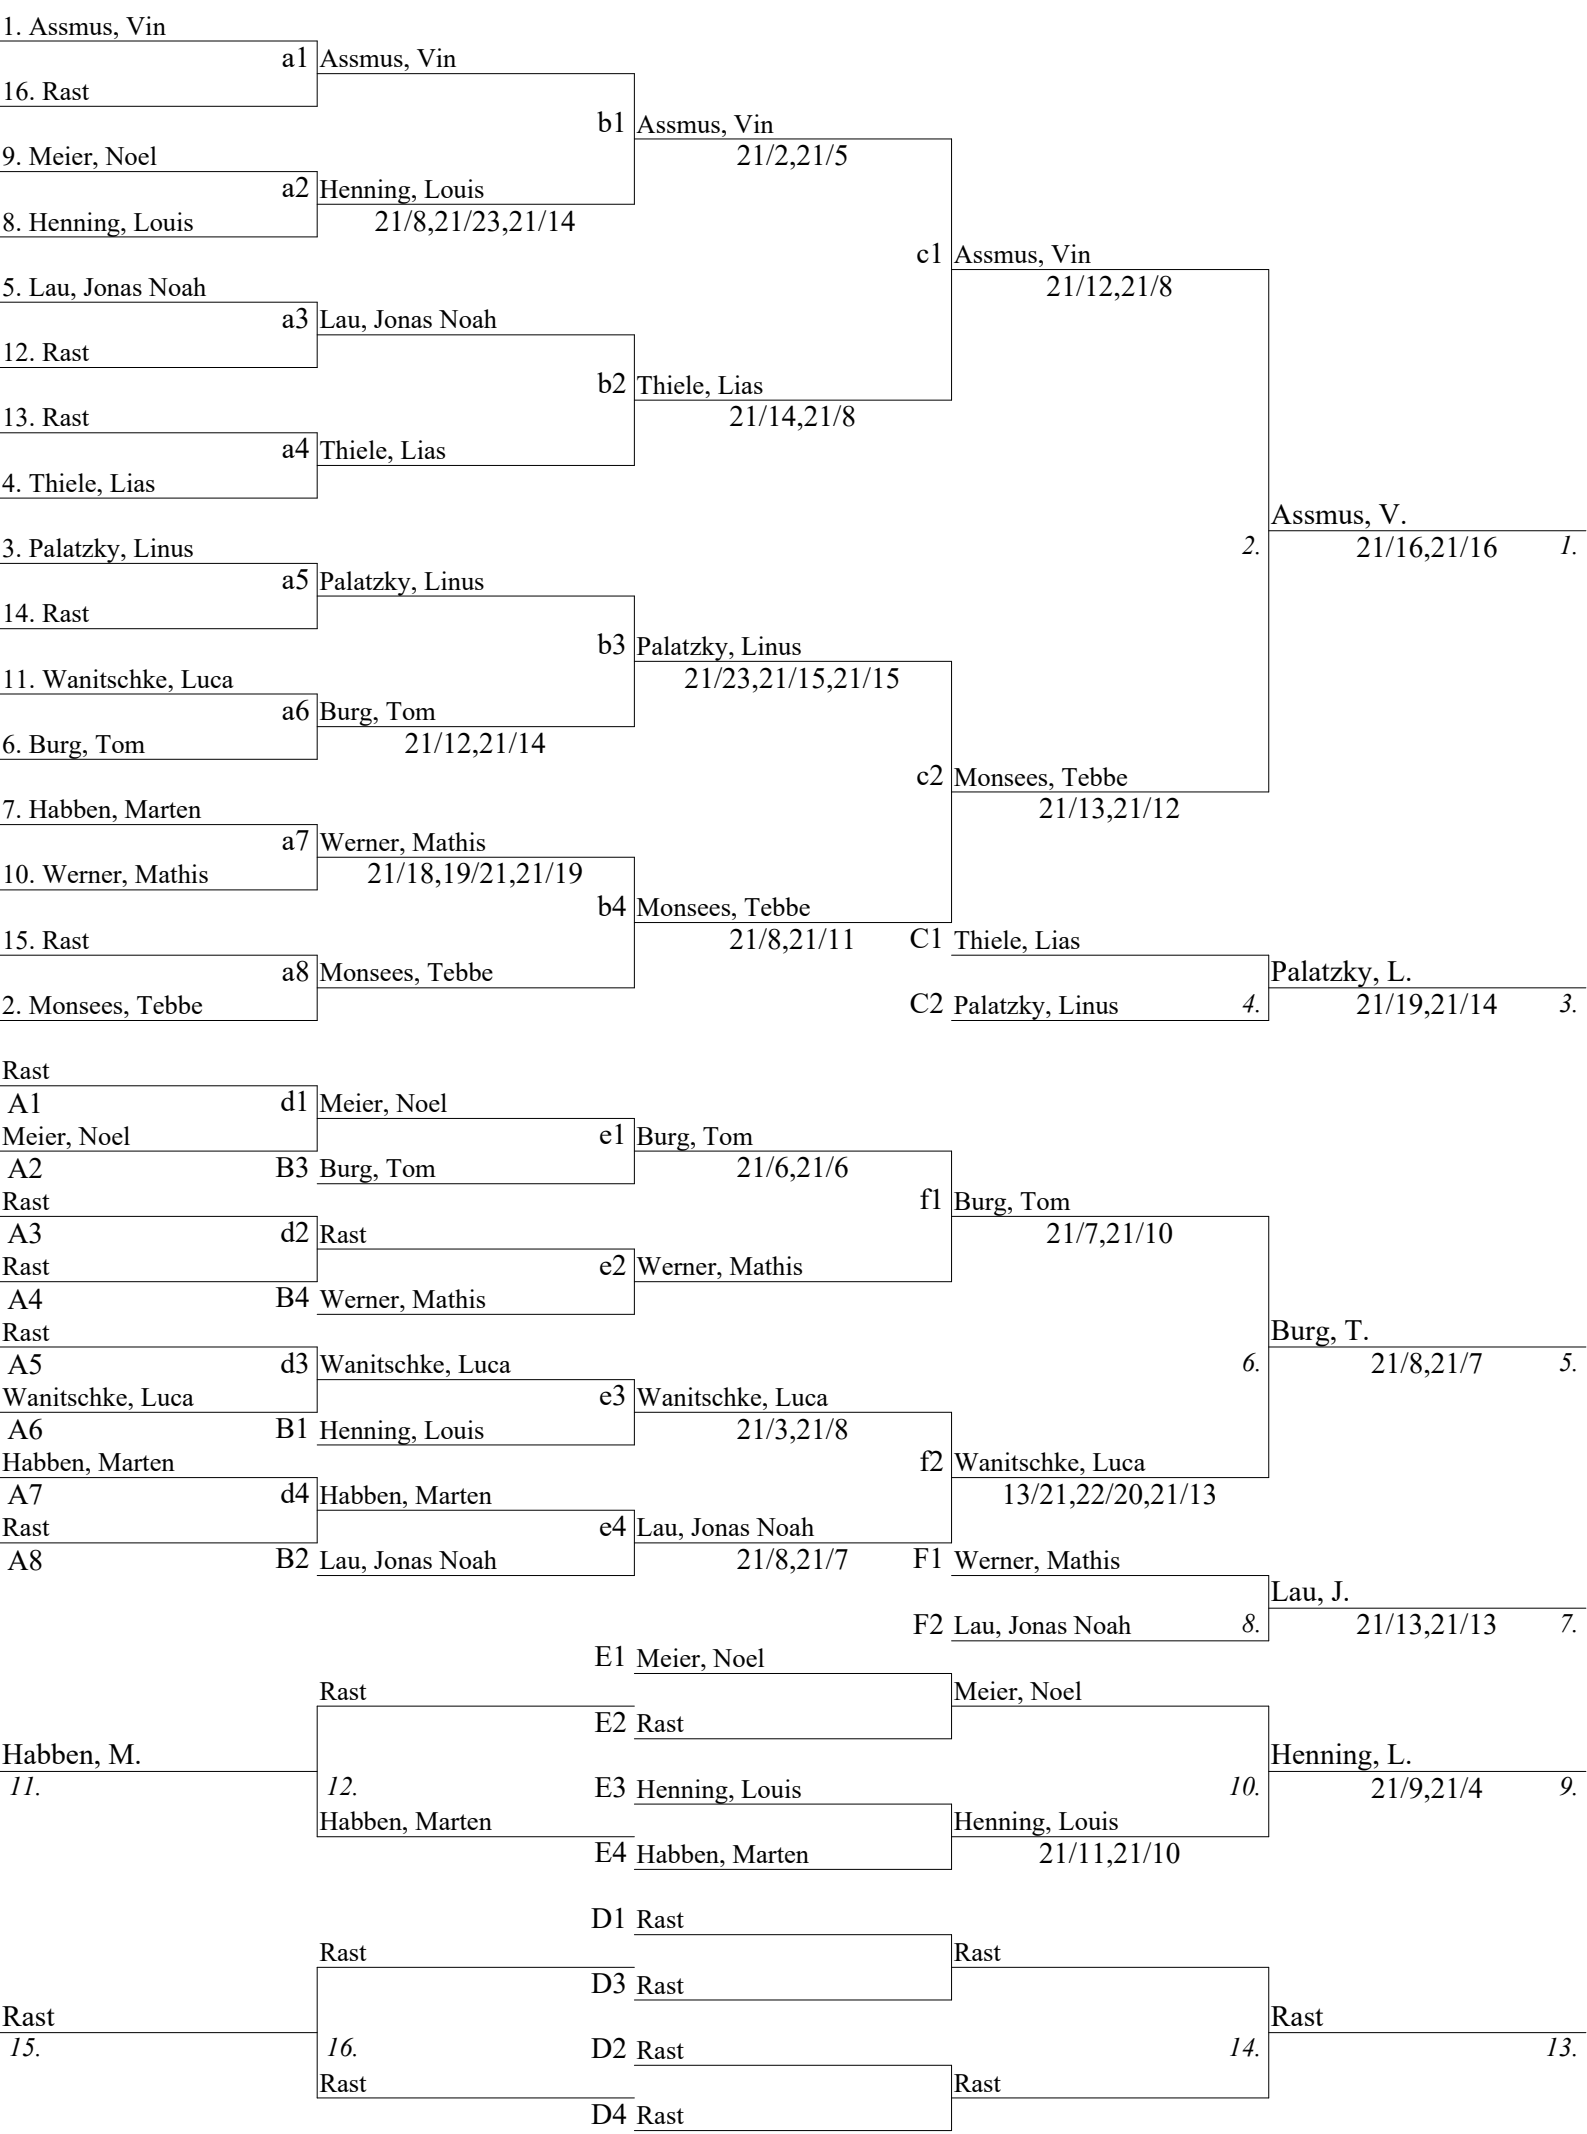 1. Assmus, Vin
a1 Assmus, Vin
16. Rast
b1 Assmus, Vin
9. Meier, Noel
21/2,21/5
a2 Henning, Louis
8. Henning, Louis
21/8,21/23,21/14
c1 Assmus, Vin
5. Lau, Jonas Noah
21/12,21/8
a3 Lau, Jonas Noah
12. Rast
b2 Thiele, Lias
13. Rast
21/14,21/8
a4 Thiele, Lias
4. Thiele, Lias
Assmus, V.
3. Palatzky, Linus
2.
21/16,21/16
1.
a5 Palatzky, Linus
14. Rast
b3 Palatzky, Linus
11. Wanitschke, Luca
21/23,21/15,21/15
a6 Burg, Tom
6. Burg, Tom
21/12,21/14
c2 Monsees, Tebbe
7. Habben, Marten
21/13,21/12
a7 Werner, Mathis
10. Werner, Mathis
21/18,19/21,21/19
b4 Monsees, Tebbe
15. Rast
21/8,21/11
C1 Thiele, Lias
a8 Monsees, Tebbe
Palatzky, L.
2. Monsees, Tebbe
C2 Palatzky, Linus
4.
21/19,21/14
3.
Rast
A1
d1 Meier, Noel
Meier, Noel
e1 Burg, Tom
A2
B3 Burg, Tom
21/6,21/6
Rast
f1 Burg, Tom
A3
d2 Rast
21/7,21/10
Rast
e2 Werner, Mathis
A4
B4 Werner, Mathis
Rast
Burg, T.
A5
d3 Wanitschke, Luca
6.
21/8,21/7
5.
Wanitschke, Luca
e3 Wanitschke, Luca
A6
B1 Henning, Louis
21/3,21/8
Habben, Marten
f2 Wanitschke, Luca
A7
d4 Habben, Marten
13/21,22/20,21/13
Rast
e4 Lau, Jonas Noah
A8
B2 Lau, Jonas Noah
21/8,21/7
F1 Werner, Mathis
Lau, J.
F2 Lau, Jonas Noah
8.
21/13,21/13
7.
E1 Meier, Noel
Rast
Meier, Noel
E2 Rast
Habben, M.
Henning, L.
11.
12.
E3 Henning, Louis
10.
21/9,21/4
9.
Habben, Marten
Henning, Louis
E4 Habben, Marten
21/11,21/10
D1 Rast
Rast
Rast
D3 Rast
Rast
Rast
15.
16.
D2 Rast
14.
13.
Rast
Rast
D4 Rast